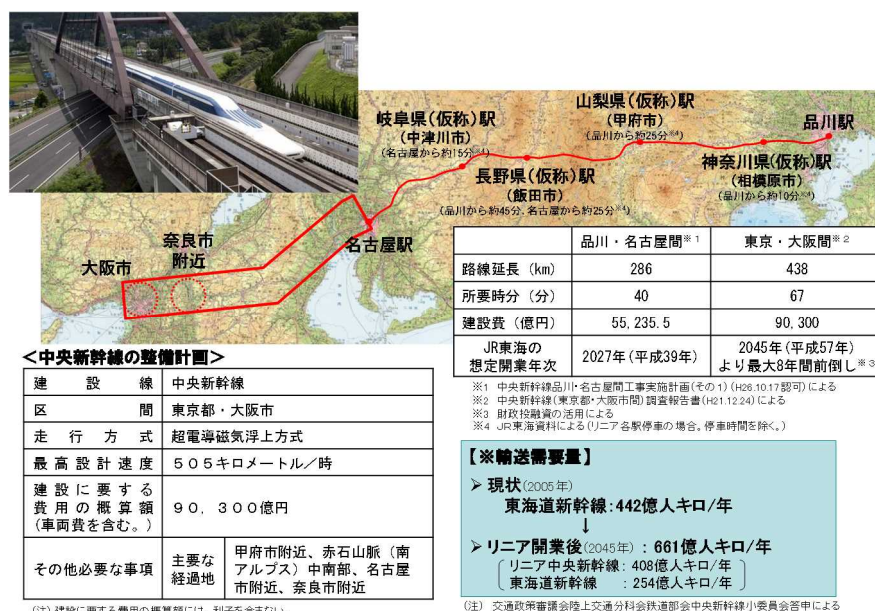 岐阜県(仮称)駅
(中津川市)
(名古屋から約15分※4)
山梨県(仮称)駅
(甲府市)
(品川から約25分※4)
品川駅
長野県(仮称)駅
(飯田市)
(品川から約45分、名古屋から約25分※4)
神奈川県(仮称)駅
(相模原市)
(品川から約10分※4)
名古屋駅
奈良市
附近
大阪市
品川・名古屋間※1 東京・大阪間※2
路線延長(km) 286 438
所要時分(分) 40 67
建設費(億円) 55,235.5 90,300
JR東海の
想定開業年次 2027年(平成39年) 2045年(平成57年)
より最大8年間前倒し※3
※1 中央新幹線品川・名古屋間工事実施計画(その1)(H26.10.17認可)による
※2 中央新幹線(東京都・大阪市間)調査報告書(H21.12.24)による
※3 財政投融資の活用による
※4 JR東海資料による(リニア各駅停車の場合。停車時間を除く。)
<中央新幹線の整備計画>
建設線 中央新幹線
区間 東京都・大阪市
走行方式 超電導磁気浮上方式
最高設計速度 505キロメートル/時
建設に要する
費用の概算額
(車両費を含む。) 90,300億円
その他必要な事項 主要な
経過地 甲府市附近、赤石山脈(南
アルプス)中南部、名古屋
市附近、奈良市附近
(注)建設に要する費用の概算額には、利子を含まない。
【※輸送需要量】
➢ 現状(2005年)
東海道新幹線:442億人キロ/年
↓
➢ リニア開業後(2045年) : 661億人キロ/年
リニア中央新幹線: 408億人キロ/年
東海道新幹線 : 254億人キロ/年
(注) 交通政策審議会陸上交通分科会鉄道部会中央新幹線小委員会答申による